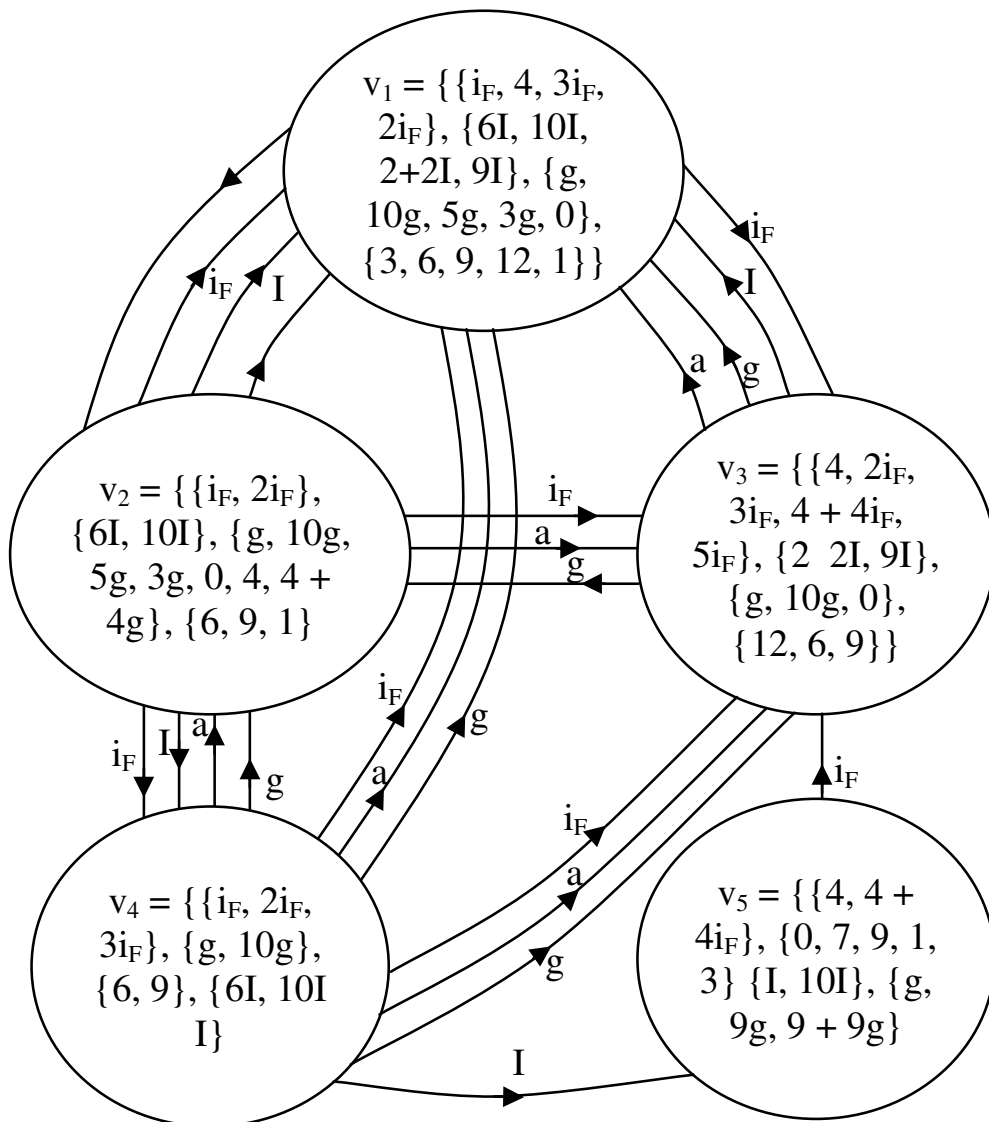 v₁ = {{i_F, 4, 3i_F,
2i_F}, {6I, 10I,
2+2I, 9I}, {g,
10g, 5g, 3g, 0},
{3, 6, 9, 12, 1}}
i_F
i_F
I
I
a
g
v₂ = {{i_F, 2i_F},
{6I, 10I}, {g, 10g,
5g, 3g, 0, 4, 4 +
4g}, {6, 9, 1}
i_F
a
g
v₃ = {{4, 2i_F,
3i_F, 4 + 4i_F,
5i_F}, {2 2I, 9I},
{g, 10g, 0},
{12, 6, 9}}
i_F
I
a
g
i_F
a
g
i_F
a
g
i_F
v₄ = {{i_F, 2i_F,
3i_F}, {g, 10g},
{6, 9}, {6I, 10I
I}
v₅ = {{4, 4 +
4i_F}, {0, 7, 9, 1,
3} {I, 10I}, {g,
9g, 9 + 9g}
I